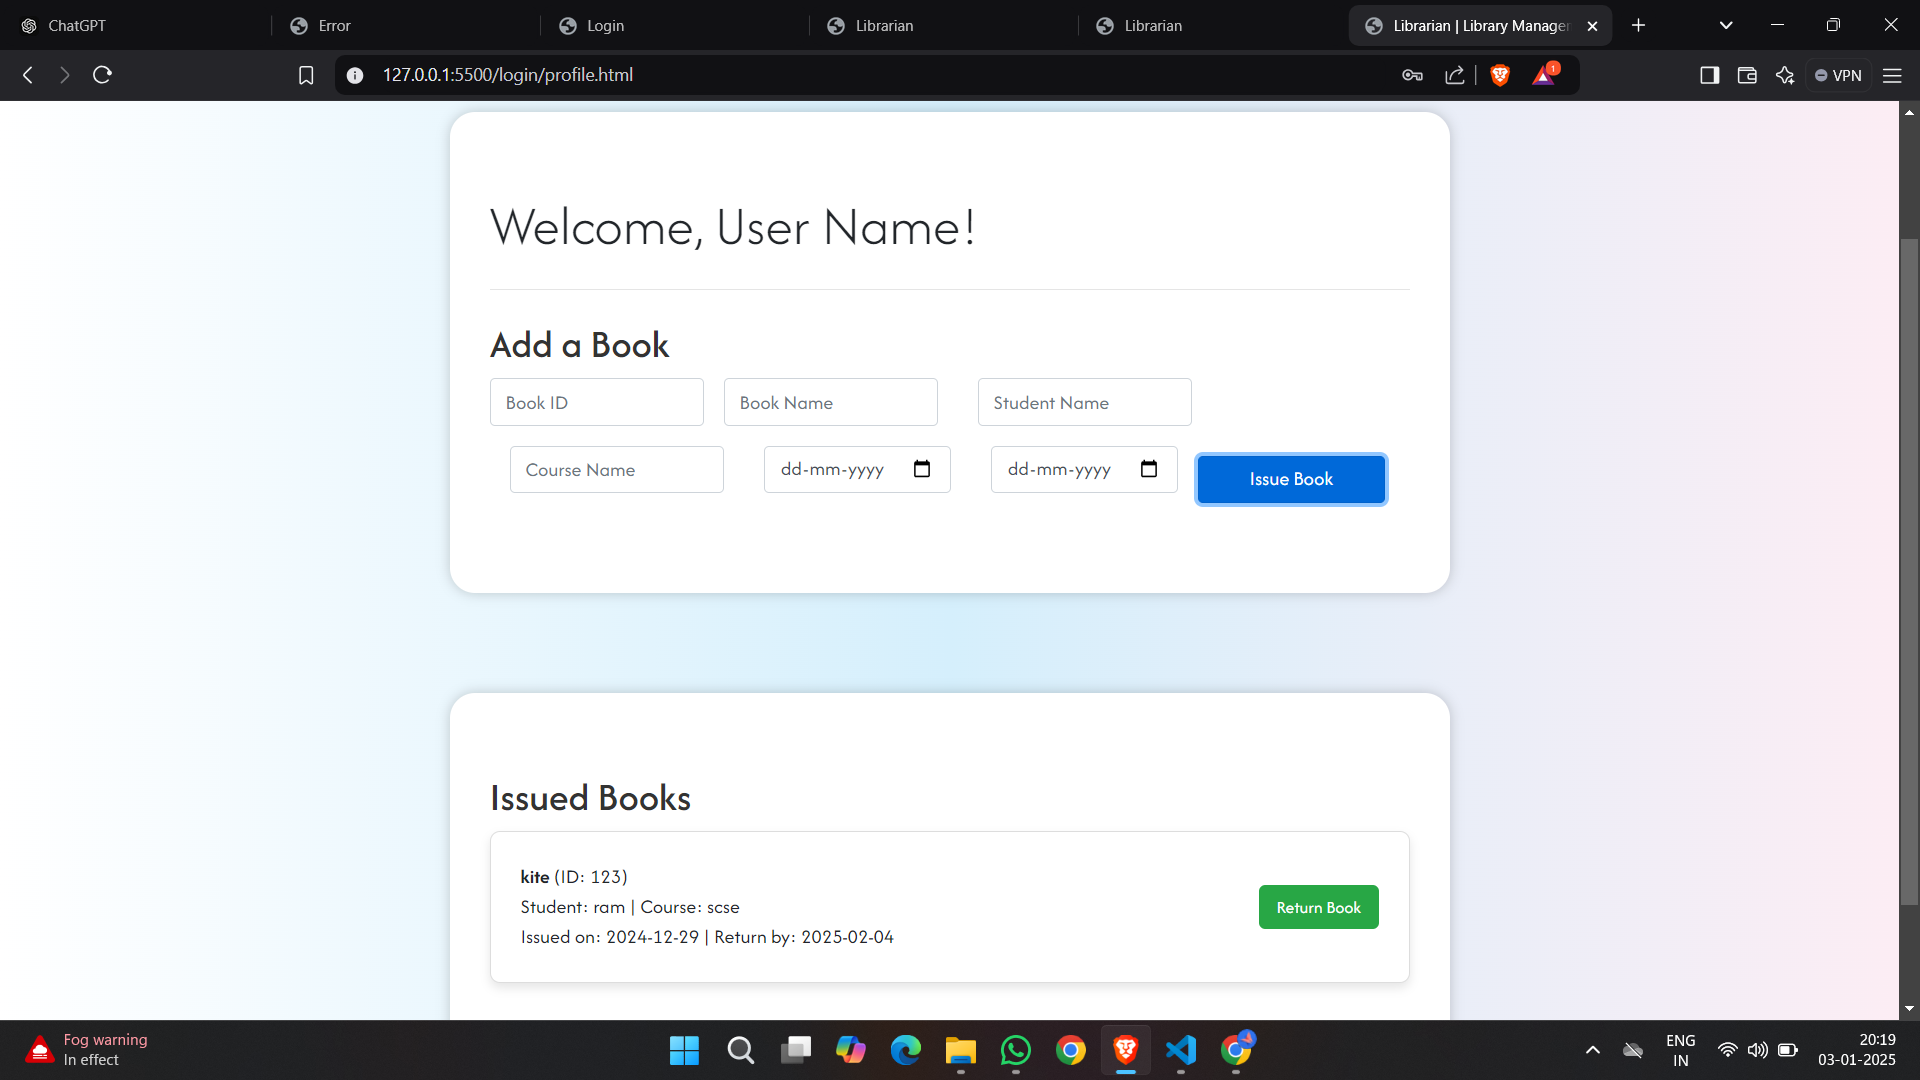 ChatGPT
Error
Login
Librarian
Librarian
Librarian | Library Manager
127.0.0.1:5500/login/profile.html
1
VPN
Welcome, User Name!
Add a Book
Book ID
Book Name
Student Name
Course Name
dd-mm-yyyy
dd-mm-yyyy
Issue Book
Issued Books
kite (ID: 123)
Student: ram | Course: scse
Issued on: 2024-12-29 | Return by: 2025-02-04
Return Book
Fog warning
In effect
ENG
IN
20:19
03-01-2025